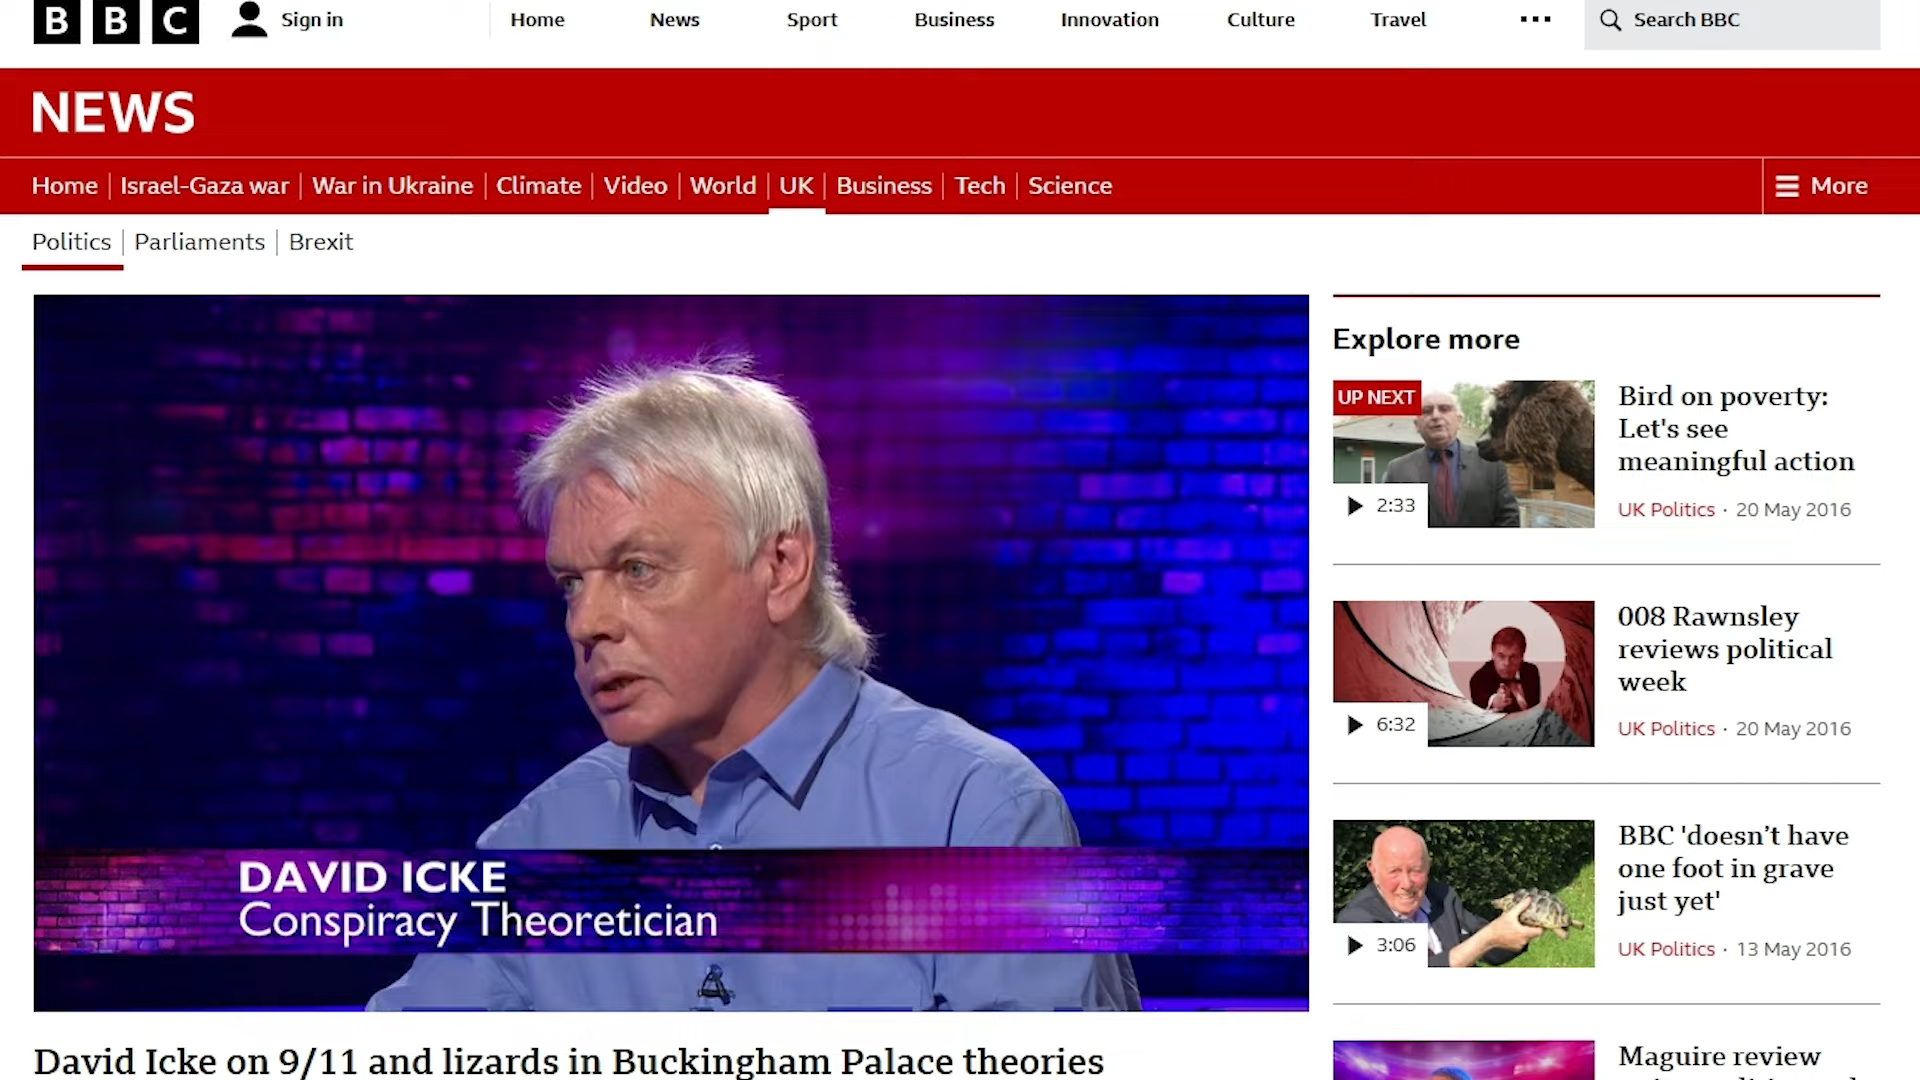 BBC
Sign in
Home
News
Sport
Business
Innovation
Culture
Travel
Search BBC
NEWS
Home
Israel-Gaza war
War in Ukraine
Climate
Video
World
UK
Business
Tech
Science
More
Politics
Parliaments
Brexit
DAVID ICKE
Conspiracy Theoretician
David Icke on 9/11 and lizards in Buckingham Palace theories
Explore more
UP NEXT
2:33
Bird on poverty:
Let's see
meaningful action
UK Politics · 20 May 2016
6:32
008 Rawnsley
reviews political
week
UK Politics · 20 May 2016
3:06
BBC 'doesn’t have
one foot in grave
just yet'
UK Politics · 13 May 2016
Maguire review